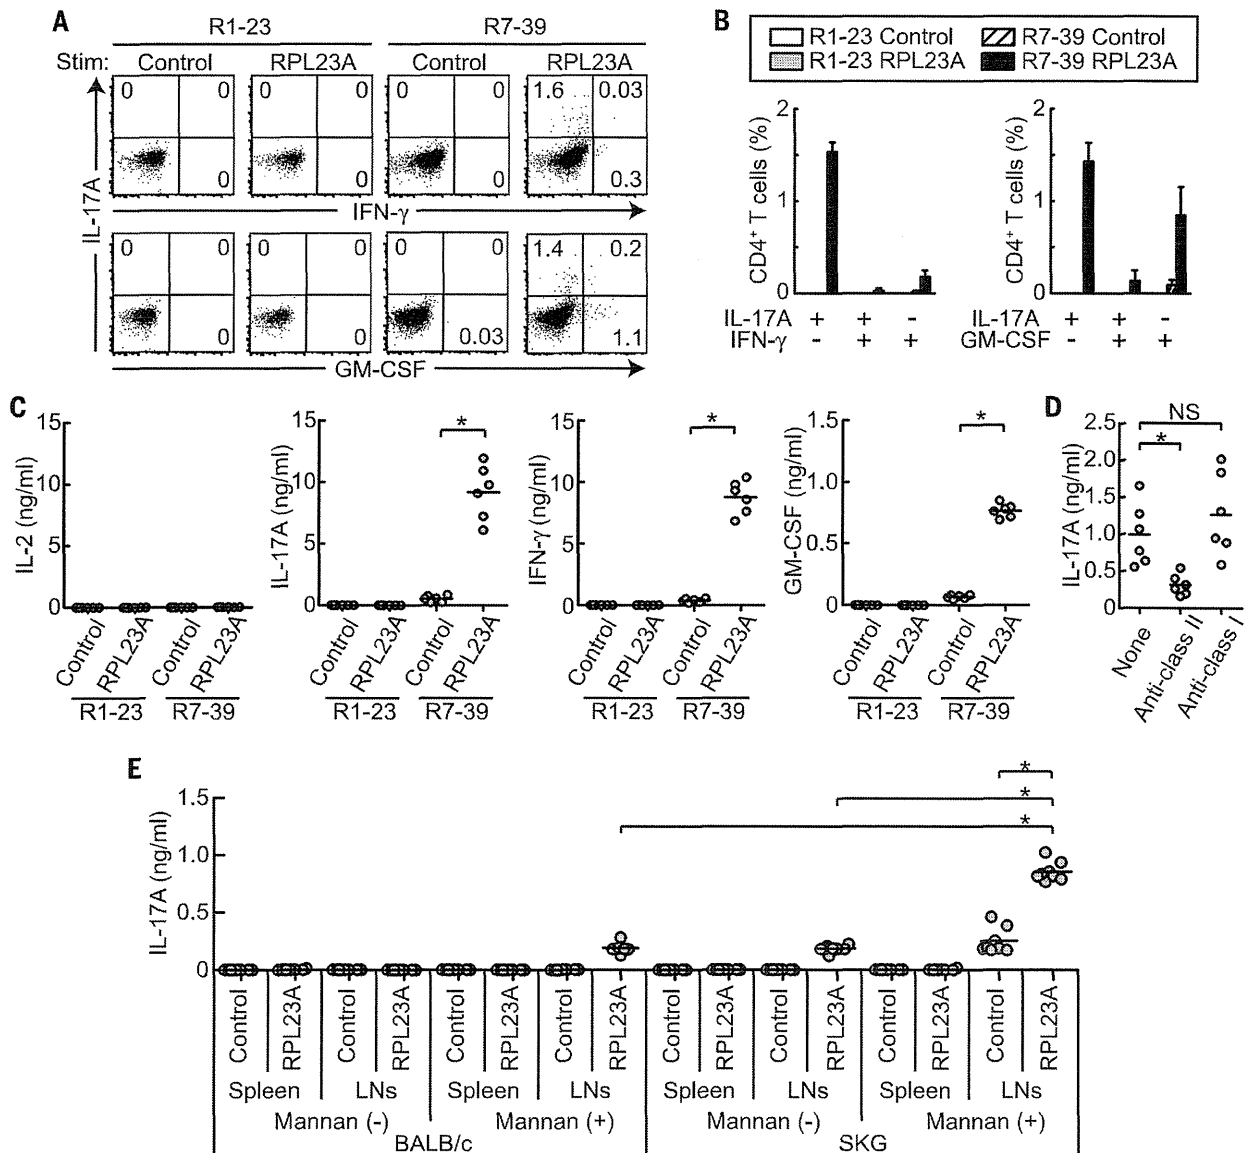 A
R1-23 R7-39
Stim: Control RPL23A Control RPL23A
0 0 0 0 0 0 1.6 0.03
0 0 0 0.3
IFN-γ
0 0 0 0 0 0 1.4 0.2
0 0 0.03 1.1
GM-CSF
IL-17A
B
R1-23 Control R7-39 Control
R1-23 RPL23A R7-39 RPL23A
CD4⁺ T cells (%)
2
1
0
IL-17A + + -
IFN-γ - + +
CD4⁺ T cells (%)
2
1
0
IL-17A + + -
GM-CSF - + +
C
IL-2 (ng/ml)
15
10
5
0
Control RPL23A Control RPL23A
R1-23 R7-39
IL-17A (ng/ml)
15
10
5
0
*
Control RPL23A Control RPL23A
R1-23 R7-39
IFN-γ (ng/ml)
15
10
5
0
*
Control RPL23A Control RPL23A
R1-23 R7-39
GM-CSF (ng/ml)
1.5
1.0
0.5
0
*
Control RPL23A Control RPL23A
R1-23 R7-39
D
NS
*
IL-17A (ng/ml)
2.5
2.0
1.5
1.0
0.5
0
None Anti-class II Anti-class I
E
*
*
*
IL-17A (ng/ml)
1.5
1.0
0.5
0
Control RPL23A Control RPL23A Control RPL23A Control RPL23A Control RPL23A Control RPL23A Control RPL23A Control RPL23A
Spleen LNs Spleen LNs Spleen LNs Spleen LNs
Mannan (-) Mannan (+) Mannan (-) Mannan (+)
BALB/c SKG